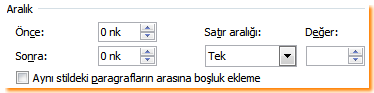 Aralık
Önce: 0 nk Satır aralığı: Değer:
Sonra: 0 nk Tek
Aynı stildeki paragrafların arasına boşluk ekleme